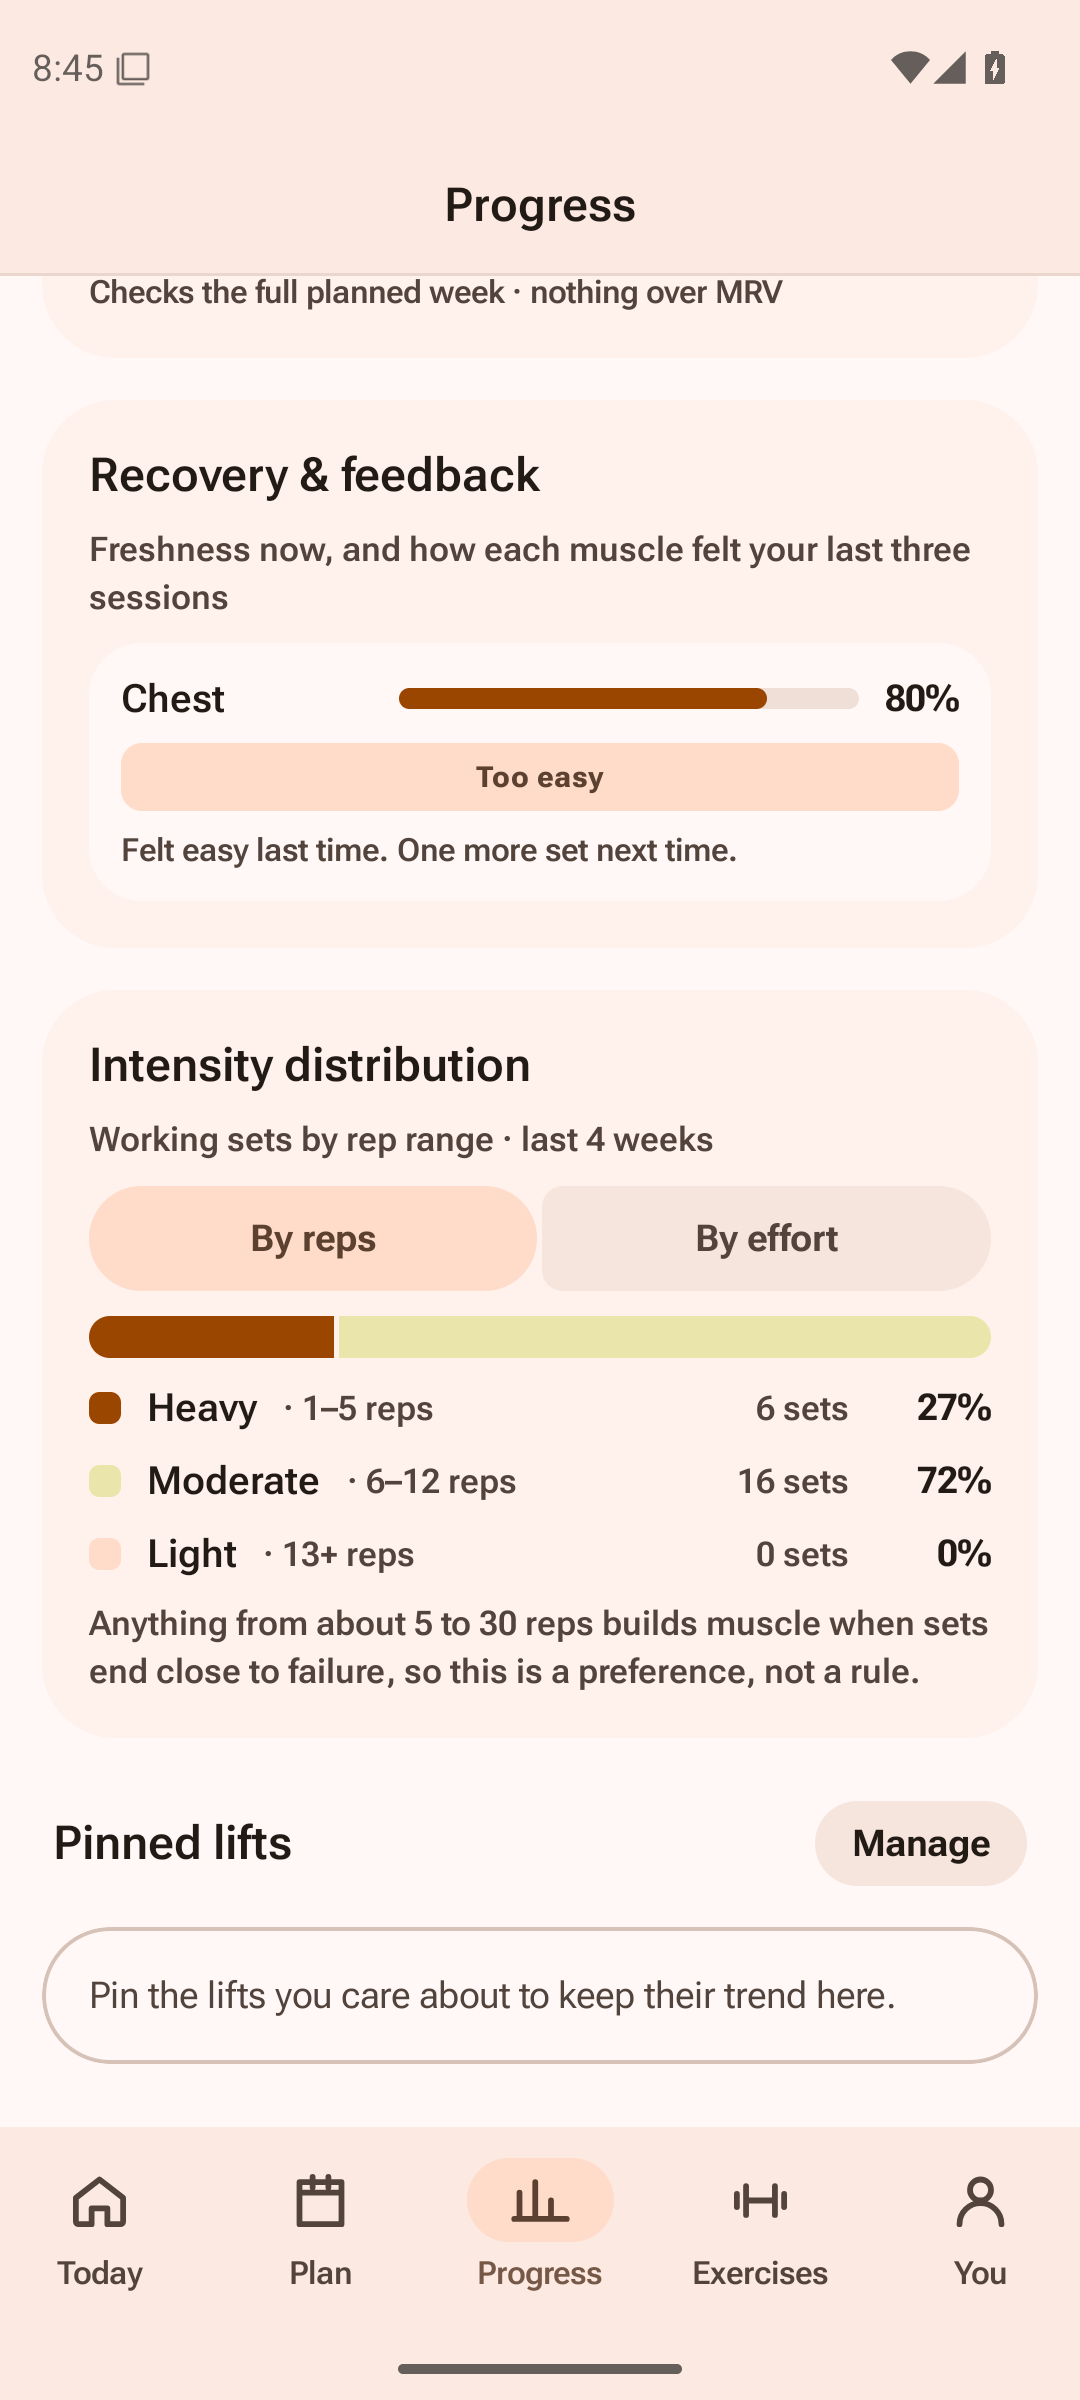 8:45
Progress
Checks the full planned week · nothing over MRV
Recovery & feedback
Freshness now, and how each muscle felt your last three
sessions
Chest 80%
Too easy
Felt easy last time. One more set next time.
Intensity distribution
Working sets by rep range · last 4 weeks
By reps By effort
Heavy · 1–5 reps 6 sets 27%
Moderate · 6–12 reps 16 sets 72%
Light · 13+ reps 0 sets 0%
Anything from about 5 to 30 reps builds muscle when sets
end close to failure, so this is a preference, not a rule.
Pinned lifts Manage
Pin the lifts you care about to keep their trend here.
Today Plan Progress Exercises You